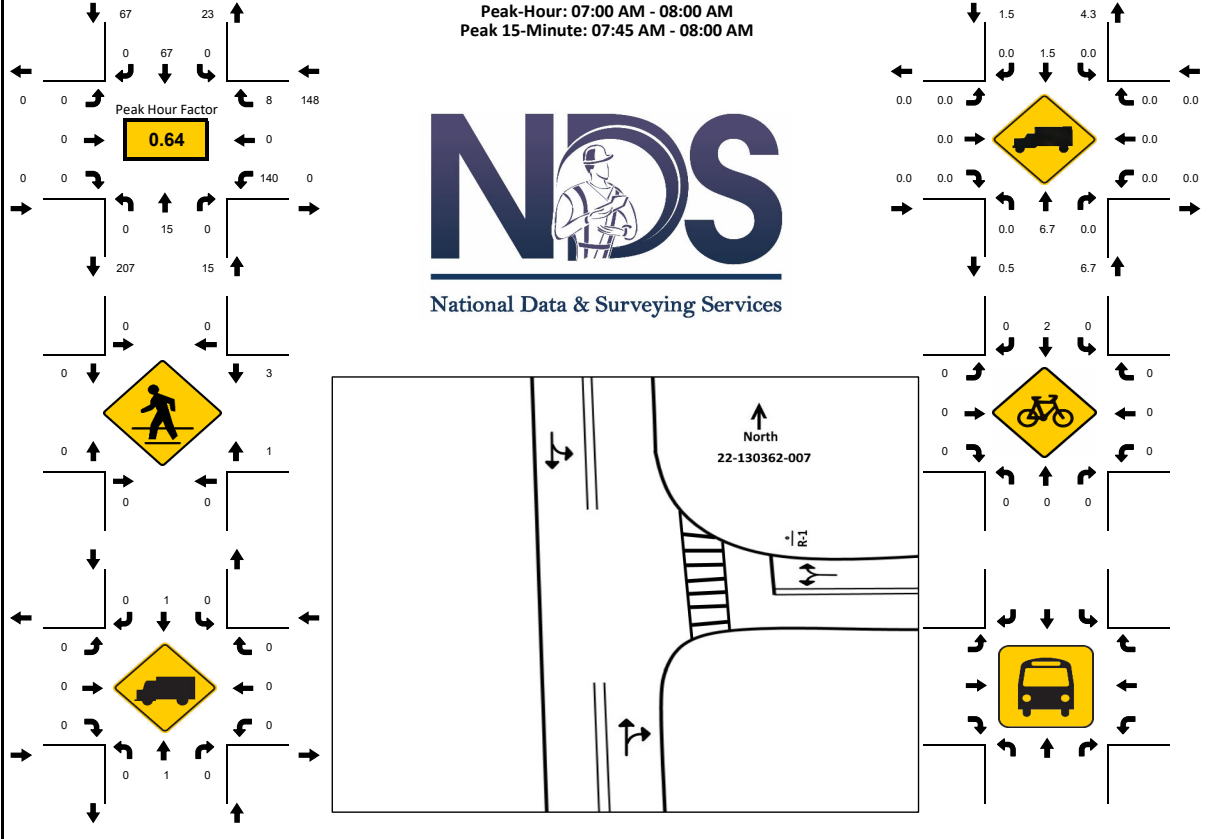 Peak-Hour: 07:00 AM - 08:00 AM
Peak 15-Minute: 07:45 AM - 08:00 AM
67 23
0 67 0
0 0 8 148
Peak Hour Factor
0.64
0 0
0 0 140 0
0 15 0
207 15
NDS
National Data & Surveying Services
1.5 4.3
0.0 1.5 0.0
0.0 0.0 0.0 0.0
0.0 0.0
0.0 0.0 0.0 0.0
0.0 6.7 0.0
0.5 6.7
0 0
0 3
0 1
0 0
0 2 0
0 0
0 0
0 0
0 0 0
North
22-130362-007
R-1
0 1 0
0 0
0 0
0 0
0 1 0